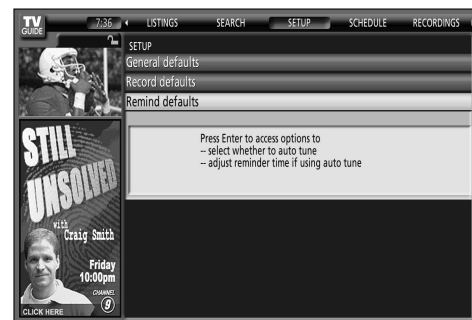 TV
GUIDE
7:36
LISTINGS
SEARCH
SETUP
SCHEDULE
RECORDINGS
SETUP
General defaults
Record defaults
Remind defaults
Press Enter to access options to
-- select whether to auto tune
-- adjust reminder time if using auto tune
STILL
UNSOLVED
with
Craig Smith
Friday
10:00pm
CHANNEL
9
CLICK HERE